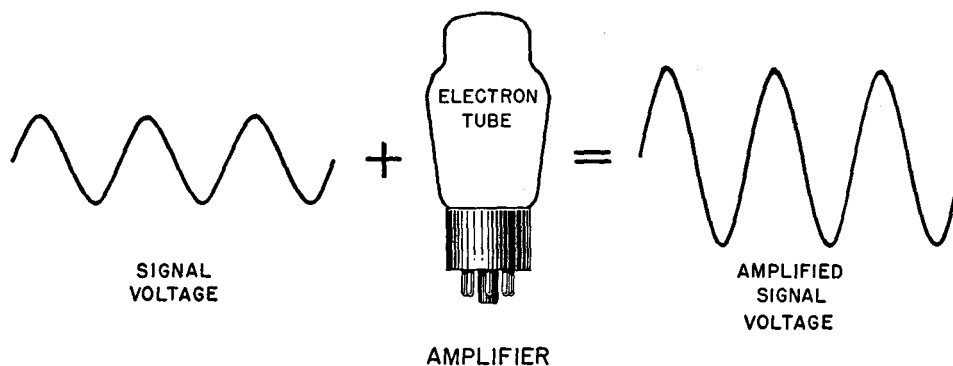 SIGNAL
VOLTAGE
+
ELECTRON
TUBE
AMPLIFIER
=
AMPLIFIED
SIGNAL
VOLTAGE